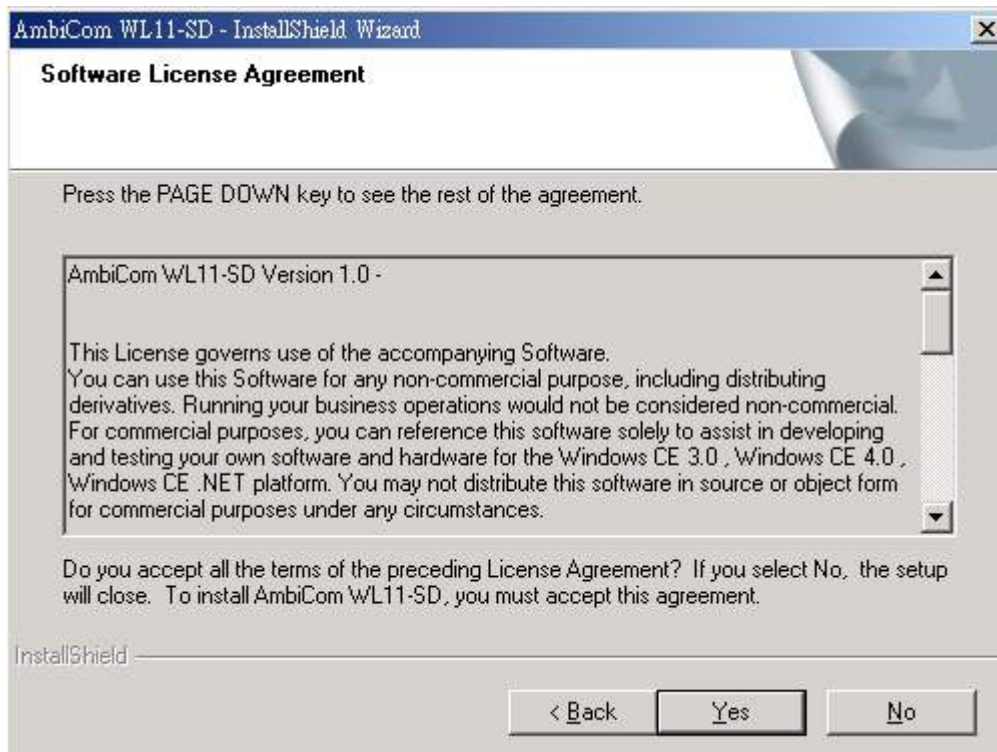 AmbiCom WL11-SD - InstallShield Wizard
Software License Agreement
Press the PAGE DOWN key to see the rest of the agreement.
AmbiCom WL11-SD Version 1.0 -
This License governs use of the accompanying Software.
You can use this Software for any non-commercial purpose, including distributing
derivatives. Running your business operations would not be considered non-commercial.
For commercial purposes, you can reference this software solely to assist in developing
and testing your own software and hardware for the Windows CE 3.0 , Windows CE 4.0 ,
Windows CE .NET platform. You may not distribute this software in source or object form
for commercial purposes under any circumstances.
Do you accept all the terms of the preceding License Agreement? If you select No, the setup
will close. To install AmbiCom WL11-SD, you must accept this agreement.
InstallShield
< Back Yes No